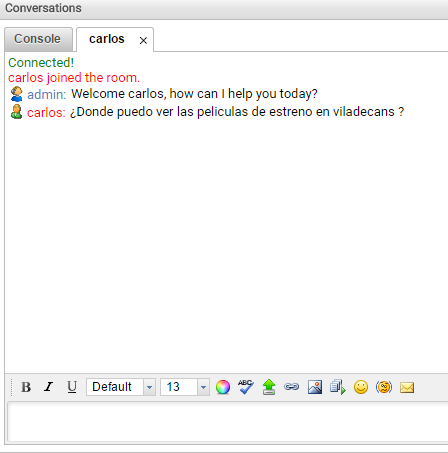 Conversations
Console carlos ×
Connected!
carlos joined the room.
admin: Welcome carlos, how can I help you today?
carlos: ¿Donde puedo ver las peliculas de estreno en viladecans ?
B I U Default 13 ABC